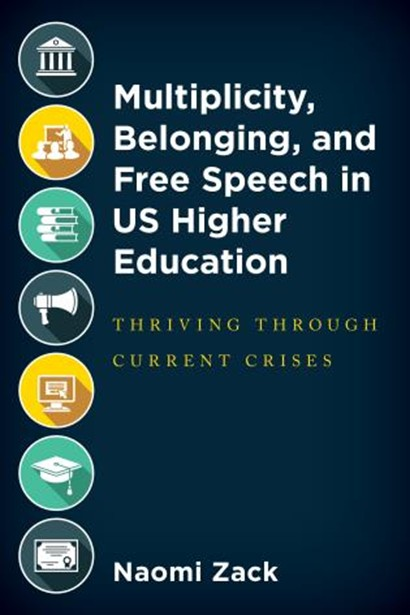 Multiplicity,
Belonging, and
Free Speech in
US Higher
Education
THRIVING THROUGH
CURRENT CRISES
Naomi Zack